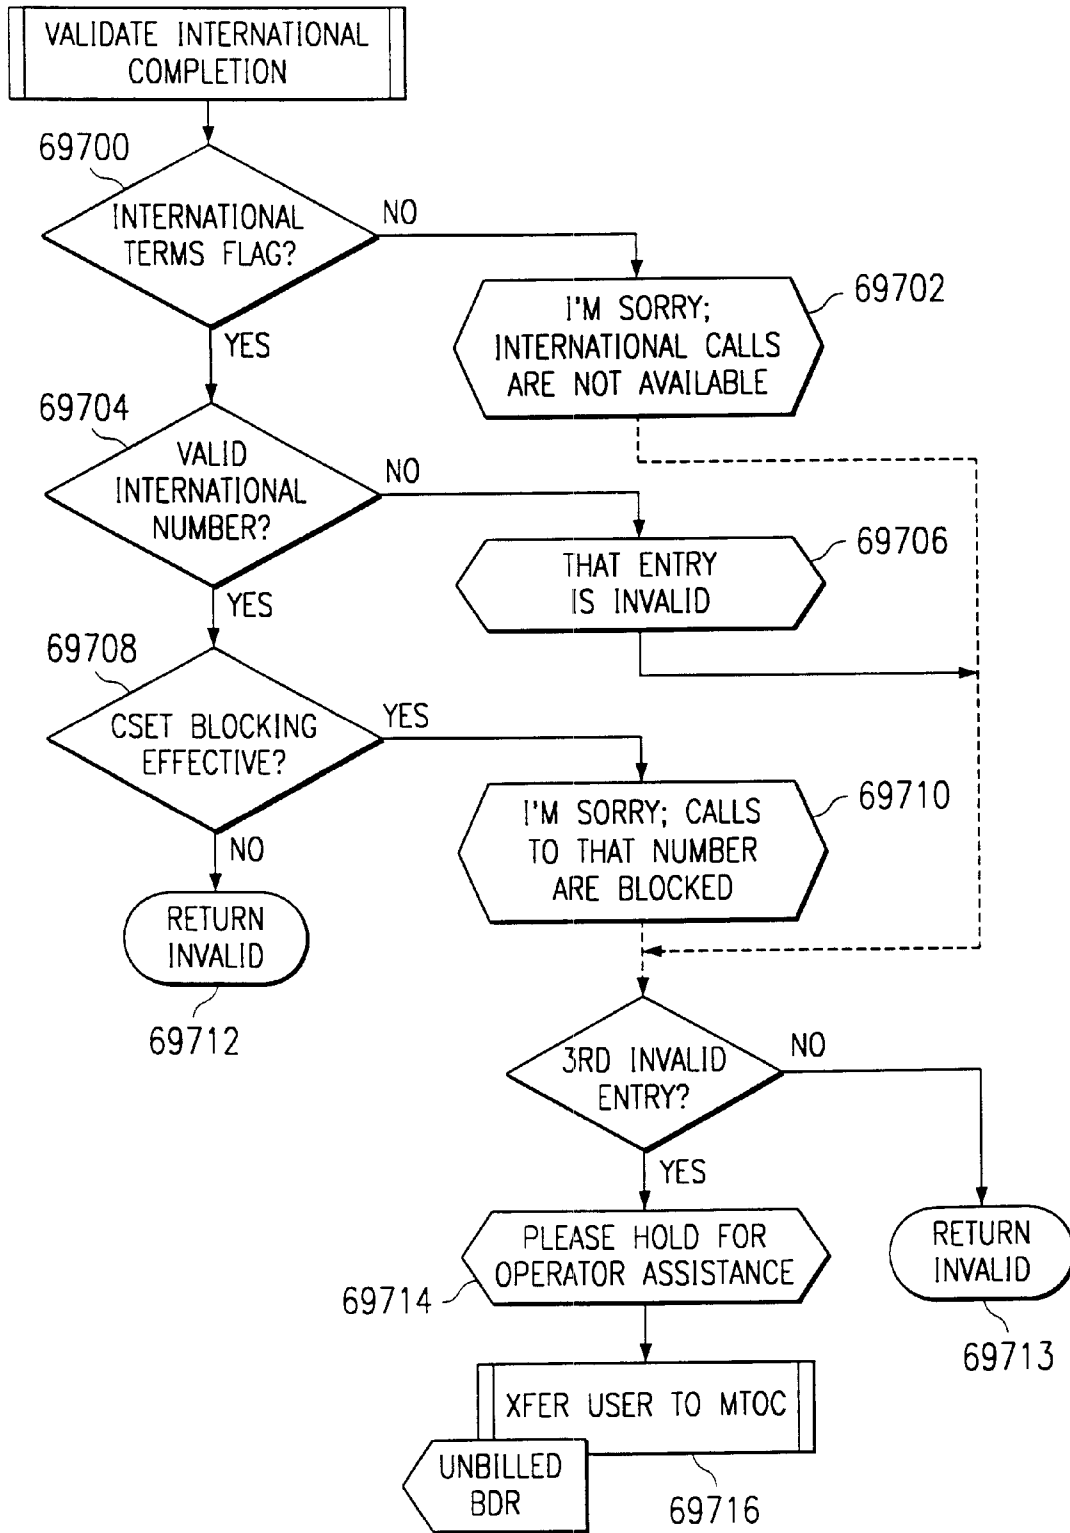 VALIDATE INTERNATIONAL
COMPLETION
69700
INTERNATIONAL
TERMS FLAG?
NO
YES
I'M SORRY;
INTERNATIONAL CALLS
ARE NOT AVAILABLE
69702
69704
VALID
INTERNATIONAL
NUMBER?
NO
YES
THAT ENTRY
IS INVALID
69706
69708
CSET BLOCKING
EFFECTIVE?
YES
NO
I'M SORRY; CALLS
TO THAT NUMBER
ARE BLOCKED
69710
RETURN
INVALID
69712
3RD INVALID
ENTRY?
NO
YES
PLEASE HOLD FOR
OPERATOR ASSISTANCE
69714
RETURN
INVALID
69713
XFER USER TO MTOC
UNBILLED
BDR
69716